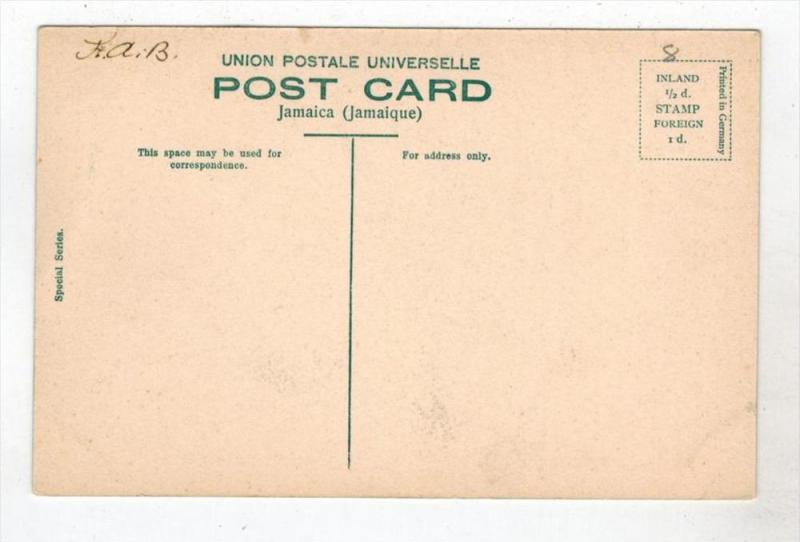 F.A.B.
8
UNION POSTALE UNIVERSELLE
POST CARD
Jamaica (Jamaique)
INLAND
1/2 d.
STAMP
FOREIGN
1 d.
Printed in Germany
This space may be used for
correspondence.
For address only.
Special Series.